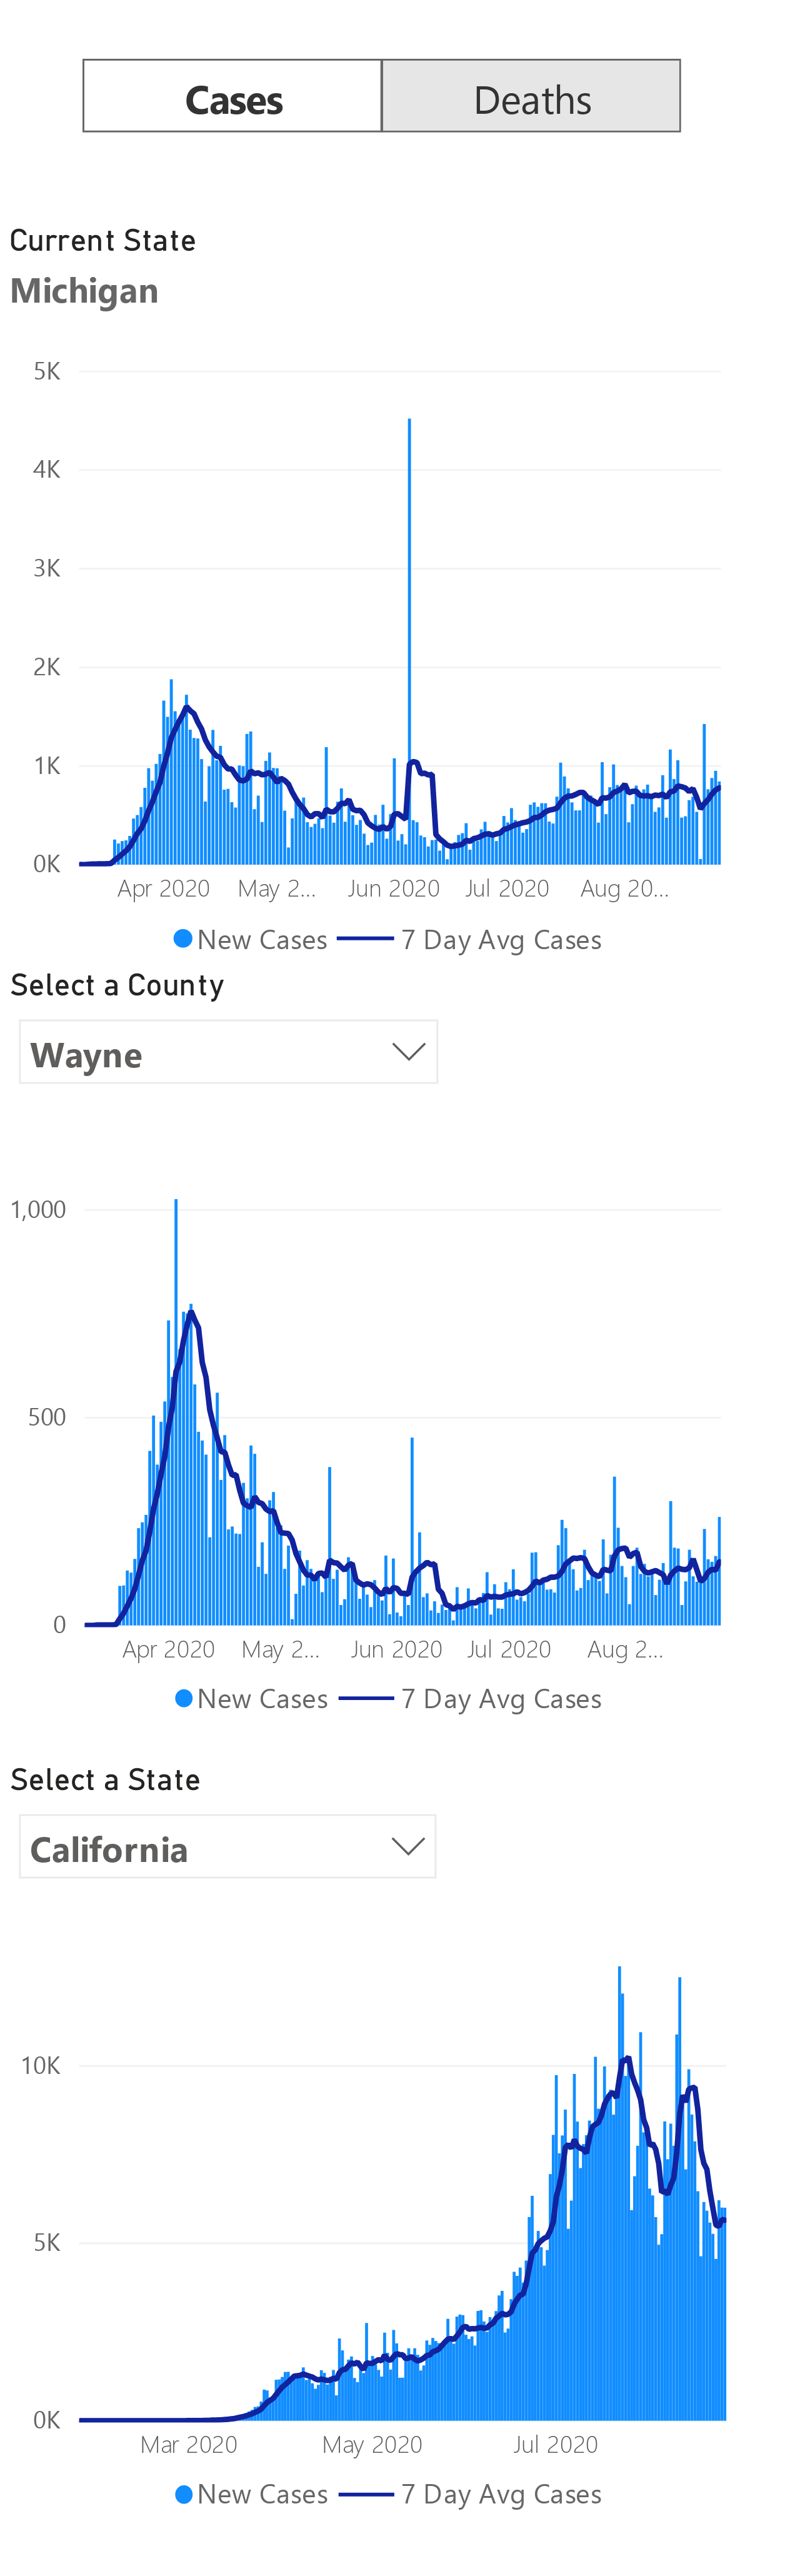 Cases Deaths
Current State
Michigan
5K
4K
3K
2K
1K
0K
Apr 2020 May 2... Jun 2020 Jul 2020 Aug 20...
New Cases 7 Day Avg Cases
Select a County
Wayne
1,000
500
0
Apr 2020 May 2... Jun 2020 Jul 2020 Aug 2...
New Cases 7 Day Avg Cases
Select a State
California
10K
5K
0K
Mar 2020 May 2020 Jul 2020
New Cases 7 Day Avg Cases